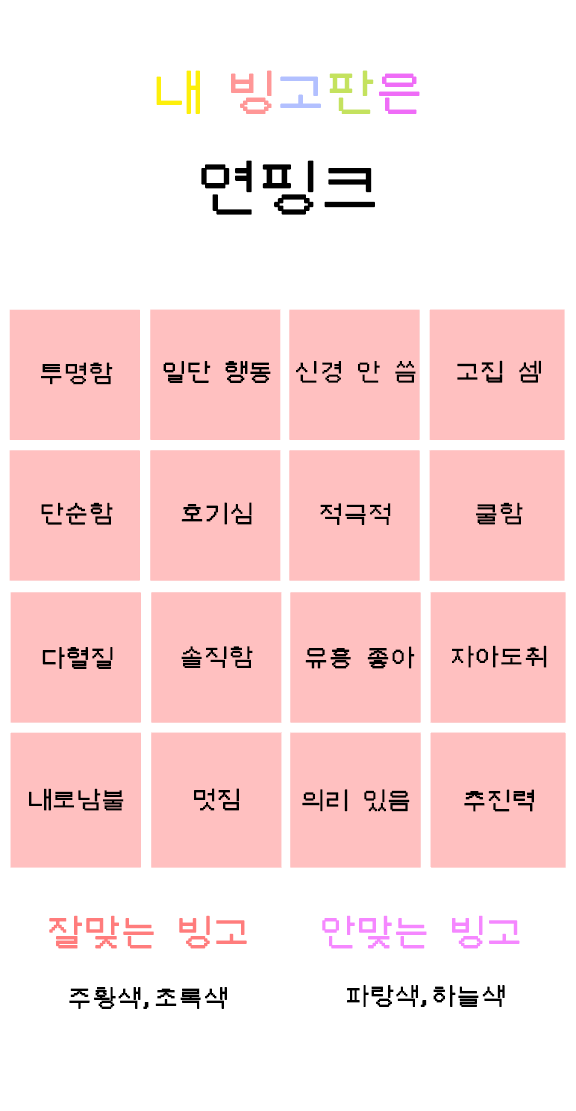 내 빙고판은
연핑크
투명함 일단 행동 신경 안 씀 고집 셈
단순함 호기심 적극적 쿨함
다혈질 솔직함 유흥 좋아 자아도취
내로남불 멋짐 의리 있음 추진력
잘맞는 빙고 안맞는 빙고
주황색, 초록색 파랑색, 하늘색